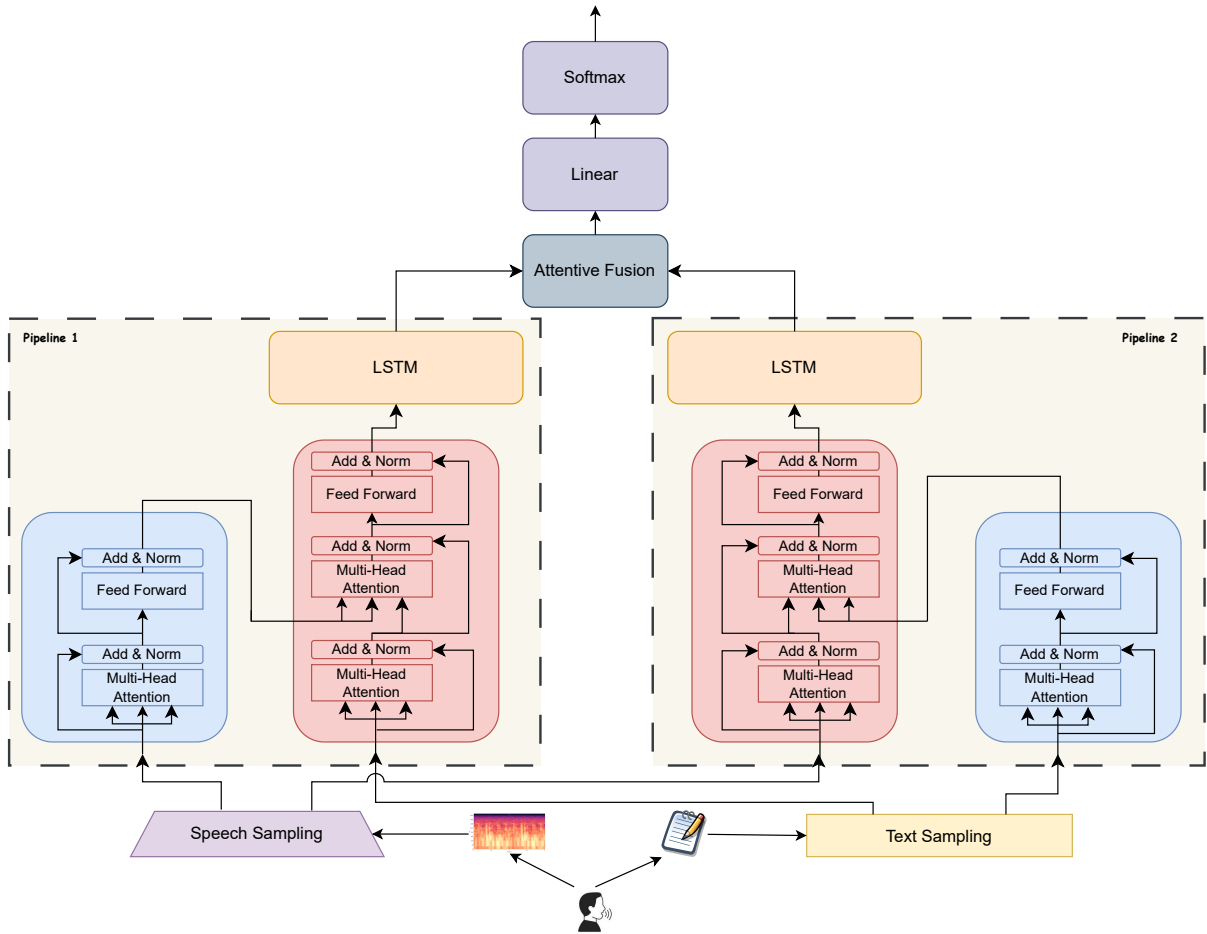 Softmax
Linear
Attentive Fusion
Pipeline 1
LSTM
Add & Norm
Feed Forward
Add & Norm
Multi-Head
Attention
Add & Norm
Multi-Head
Attention
Add & Norm
Feed Forward
Add & Norm
Multi-Head
Attention
Pipeline 2
LSTM
Add & Norm
Feed Forward
Add & Norm
Multi-Head
Attention
Add & Norm
Multi-Head
Attention
Add & Norm
Feed Forward
Add & Norm
Multi-Head
Attention
Speech Sampling
Text Sampling